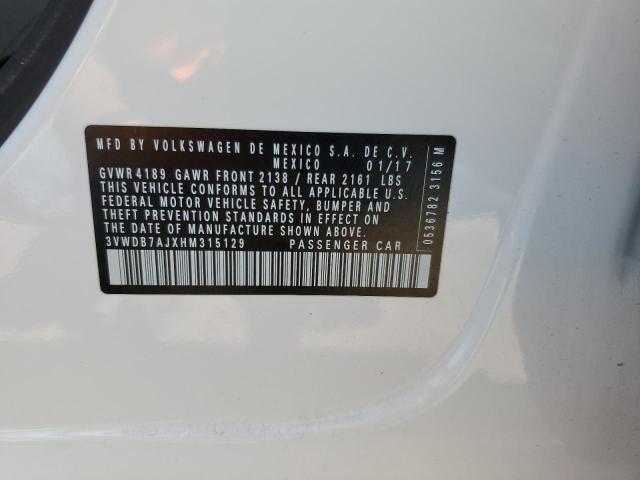 MFD BY VOLKSWAGEN DE MEXICO S.A. DE C.V.
MEXICO 01/17
GVWR 4189 GAWR FRONT 2138 / REAR 2161 LBS
THIS VEHICLE CONFORMS TO ALL APPLICABLE U.S.
FEDERAL MOTOR VEHICLE SAFETY, BUMPER AND
THEFT PREVENTION STANDARDS IN EFFECT ON
THE DATE OF MANUFACTURE SHOWN ABOVE.
3VWDB7AJXHM315129 PASSENGER CAR
0536782 3156 M